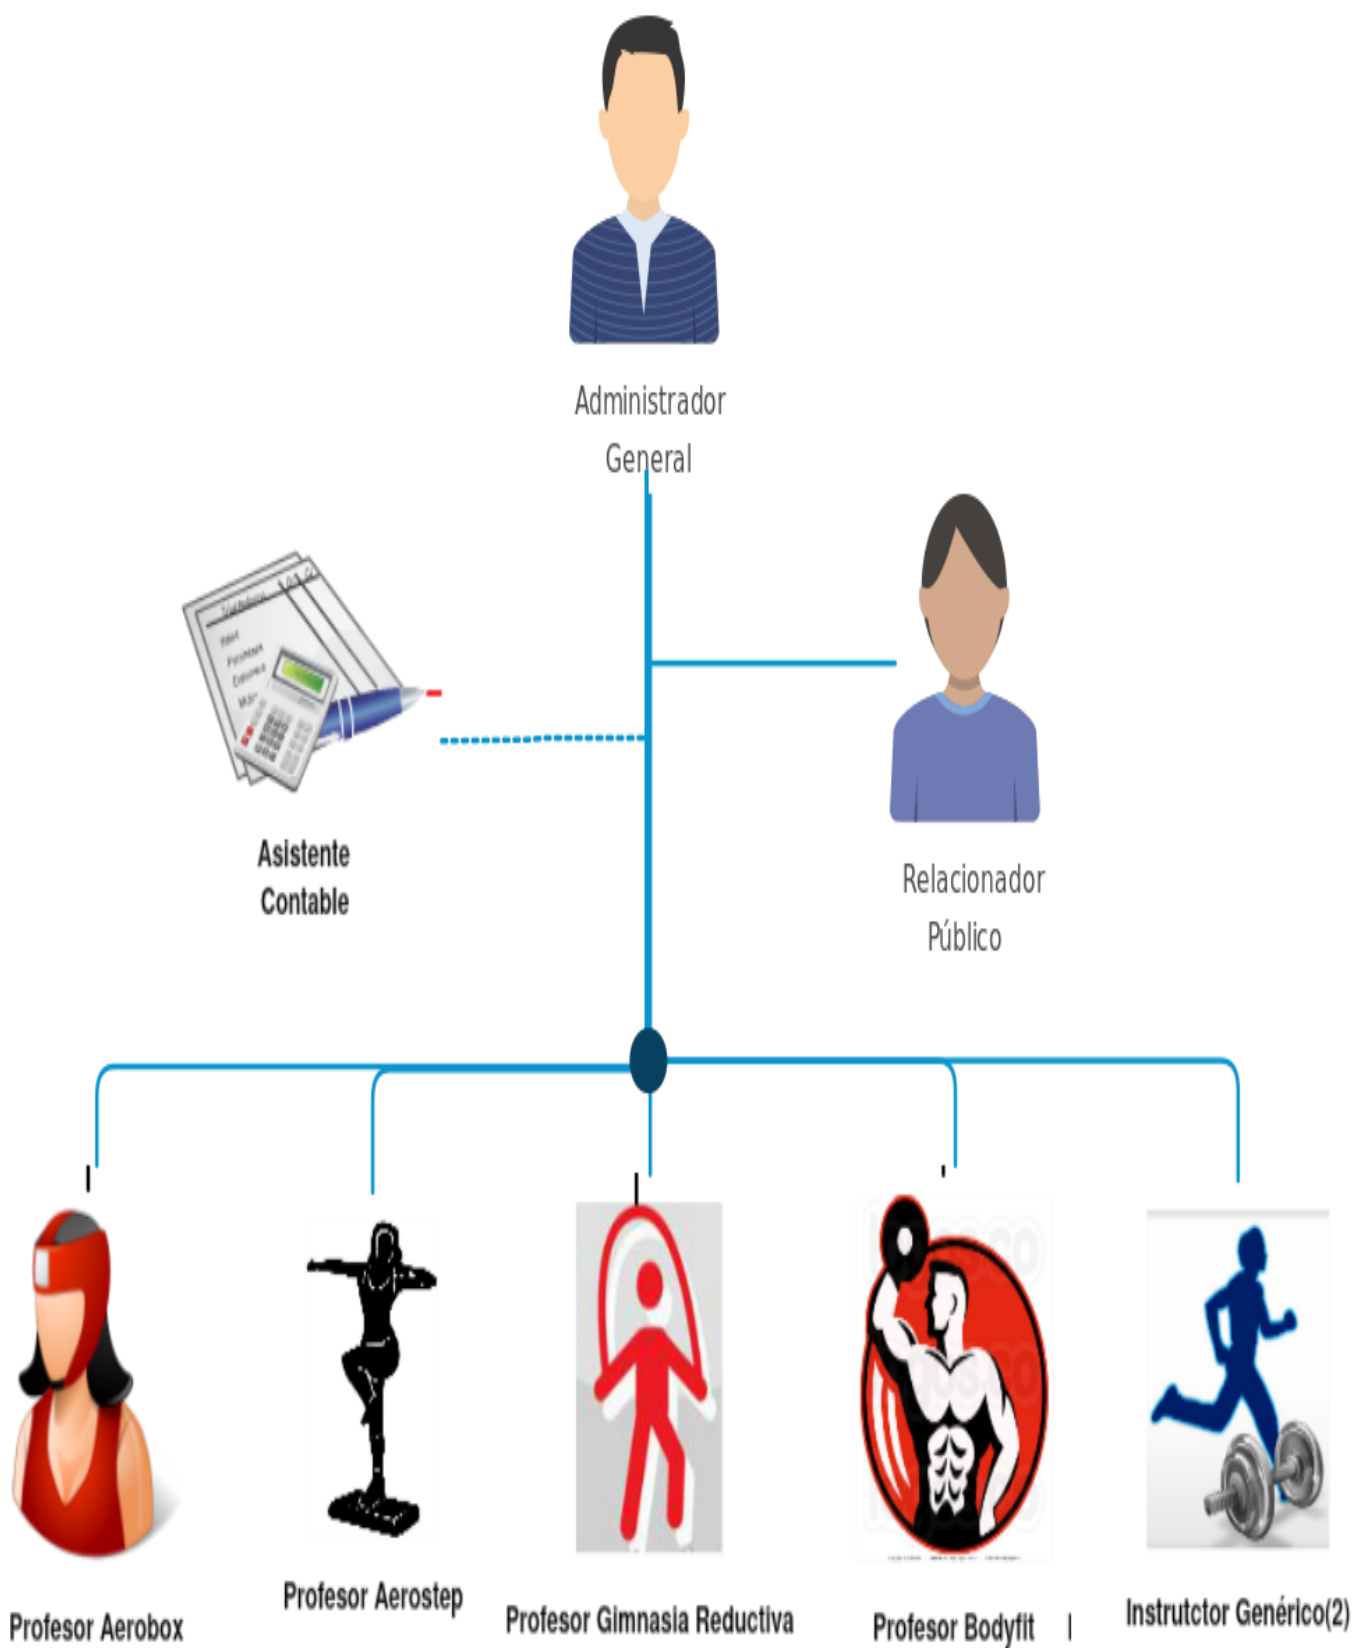 Administrador
General
Asistente
Contable
Relacionador
Público
Profesor Aerobox
Profesor Aerostep
Profesor Gimnasia Reductiva
Profesor Bodyfit
Instrutctor Genérico(2)